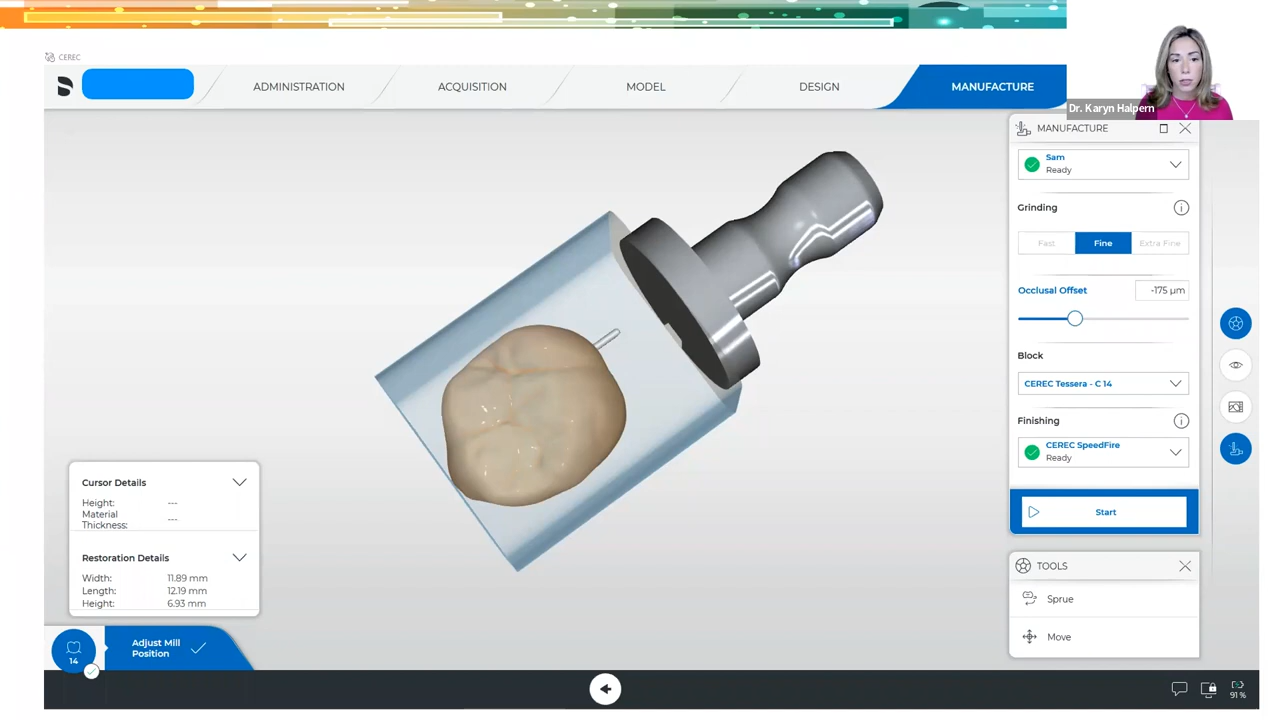 CEREC
ADMINISTRATION
ACQUISITION
MODEL
DESIGN
MANUFACTURE
Dr. Karyn Halpern
MANUFACTURE
Sam
Ready
Grinding
Fast
Fine
Extra Fine
Occlusal Offset
-175 µm
Block
CEREC Tessera - C 14
Finishing
CEREC SpeedFire
Ready
Start
TOOLS
Sprue
Move
Cursor Details
Height: ---
Material
Thickness: ---
Restoration Details
Width: 11.89 mm
Length: 12.19 mm
Height: 6.93 mm
14
Adjust Mill
Position
91 %